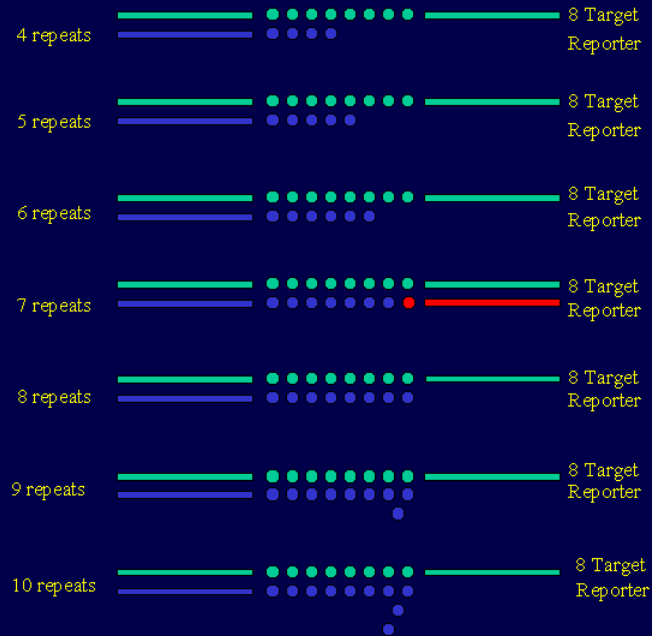 4 repeats
8 Target
Reporter
5 repeats
8 Target
Reporter
6 repeats
8 Target
Reporter
7 repeats
8 Target
Reporter
8 repeats
8 Target
Reporter
9 repeats
8 Target
Reporter
10 repeats
8 Target
Reporter